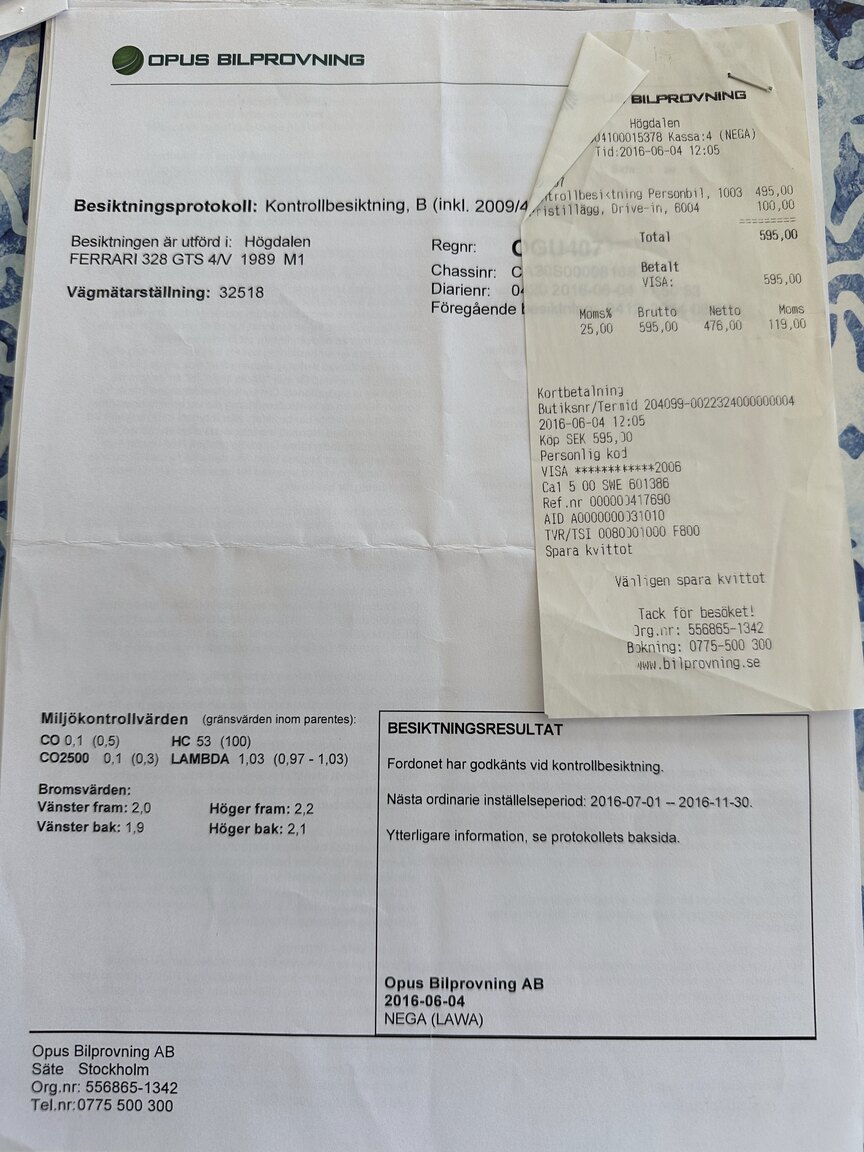 OPUS BILPROVNING
Besiktningsprotokoll: Kontrollbesiktning, B (inkl. 2009/4
Besiktningen är utförd i: Högdalen
FERRARI 328 GTS 4/V 1989 M1
Vägmätarställning: 32518
Regnr:
Chassinr:
Diarienr: 04
Föregående
BILPROVNING
Högdalen
04100015378 Kassa:4 (NEGA)
Tid:2016-06-04 12:05
Personbil, 1003 495,00
Drive-in, 6004 100,00
=========
Total 595,00
Betalt
VISA: 595,00
Moms% Brutto Netto Moms
25,00 595,00 476,00 119,00
Kortbetalning
Butiksnr/Termid 204099-0022324000000004
2016-06-04 12:05
Köp SEK 595,00
Personlig kod
VISA ************2006
Ca1 5 00 SWE 601386
Ref.nr 000000417690
AID A0000000031010
TVR/TSI 0080001000 F800
Spara kvittot
Vänligen spara kvittot
Tack för besöket!
Org.nr: 556865-1342
Bokning: 0775-500 300
www.bilprovning.se
Miljökontrollvärden (gränsvärden inom parentes):
CO 0,1 (0,5) HC 53 (100)
CO2500 0,1 (0,3) LAMBDA 1,03 (0,97 - 1,03)
Bromsvärden:
Vänster fram: 2,0 Höger fram: 2,2
Vänster bak: 1,9 Höger bak: 2,1
BESIKTNINGSRESULTAT
Fordonet har godkänts vid kontrollbesiktning.
Nästa ordinarie inställelseperiod: 2016-07-01 -- 2016-11-30.
Ytterligare information, se protokollets baksida.
Opus Bilprovning AB
2016-06-04
NEGA (LAWA)
Opus Bilprovning AB
Säte Stockholm
Org.nr: 556865-1342
Tel.nr:0775 500 300